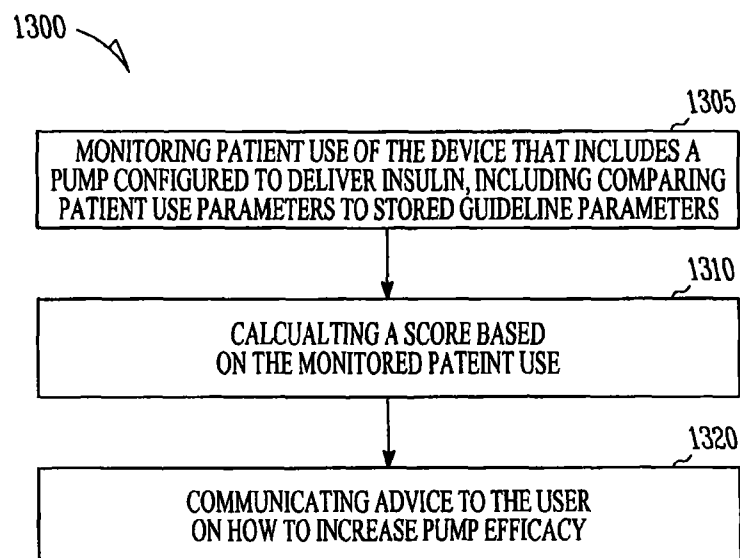 1300
1305
MONITORING PATIENT USE OF THE DEVICE THAT INCLUDES A
PUMP CONFIGURED TO DELIVER INSULIN, INCLUDING COMPARING
PATIENT USE PARAMETERS TO STORED GUIDELINE PARAMETERS
1310
CALCUALTING A SCORE BASED
ON THE MONITORED PATEINT USE
1320
COMMUNICATING ADVICE TO THE USER
ON HOW TO INCREASE PUMP EFFICACY